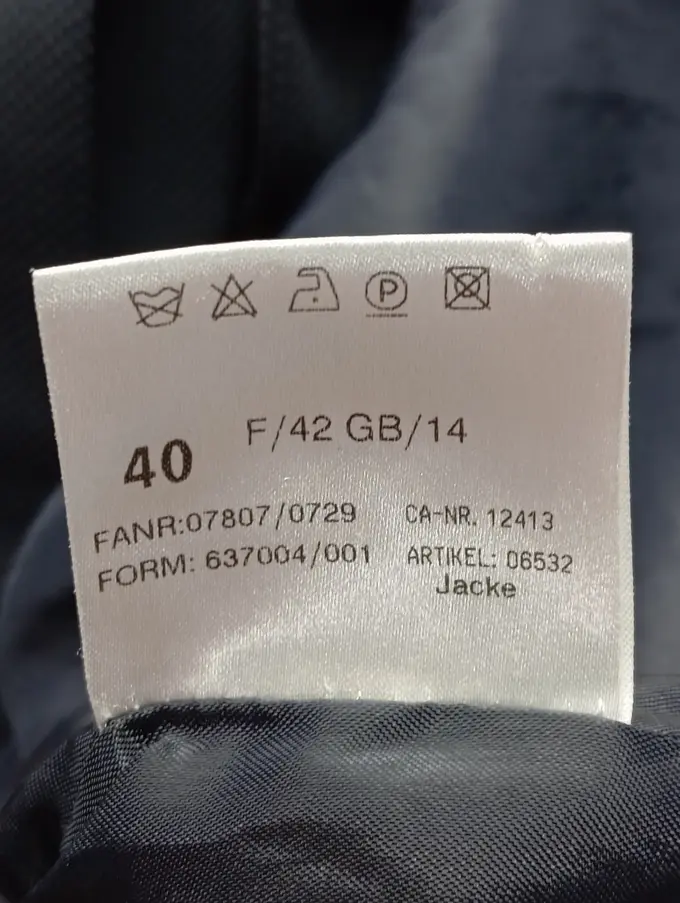 P
F/42 GB/14
40
FANR:07807/0729 CA-NR. 12413
FORM: 637004/001 ARTIKEL: 06532
Jacke